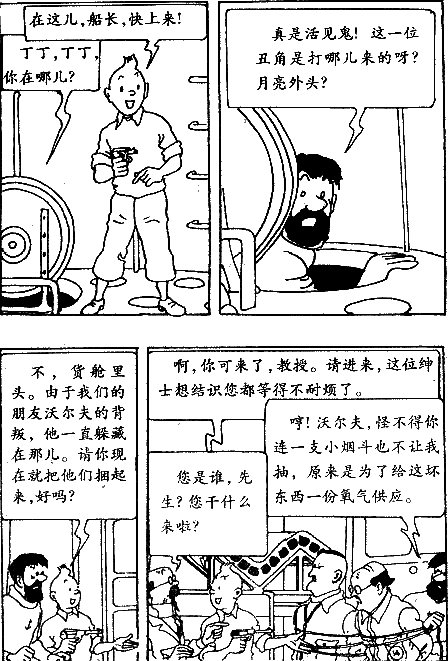 在这儿,船长,快上来!
丁丁,丁丁,
你在哪儿?
真是活见鬼! 这一位
丑角是打哪儿来的呀?
月亮外头?
不,货舱里
头。由于我们的
朋友沃尔夫的背
叛,他一直躲藏
在那儿。请你现
在就把他们捆起
来,好吗?
啊,你可来了,教授。请进来,这位绅
士想结识您都等得不耐烦了。
哼! 沃尔夫,怪不得你
连一支小烟斗也不让我
抽,原来是为了给这坏
东西一份氧气供应。
您是谁,先
生? 您干什么
来啦?